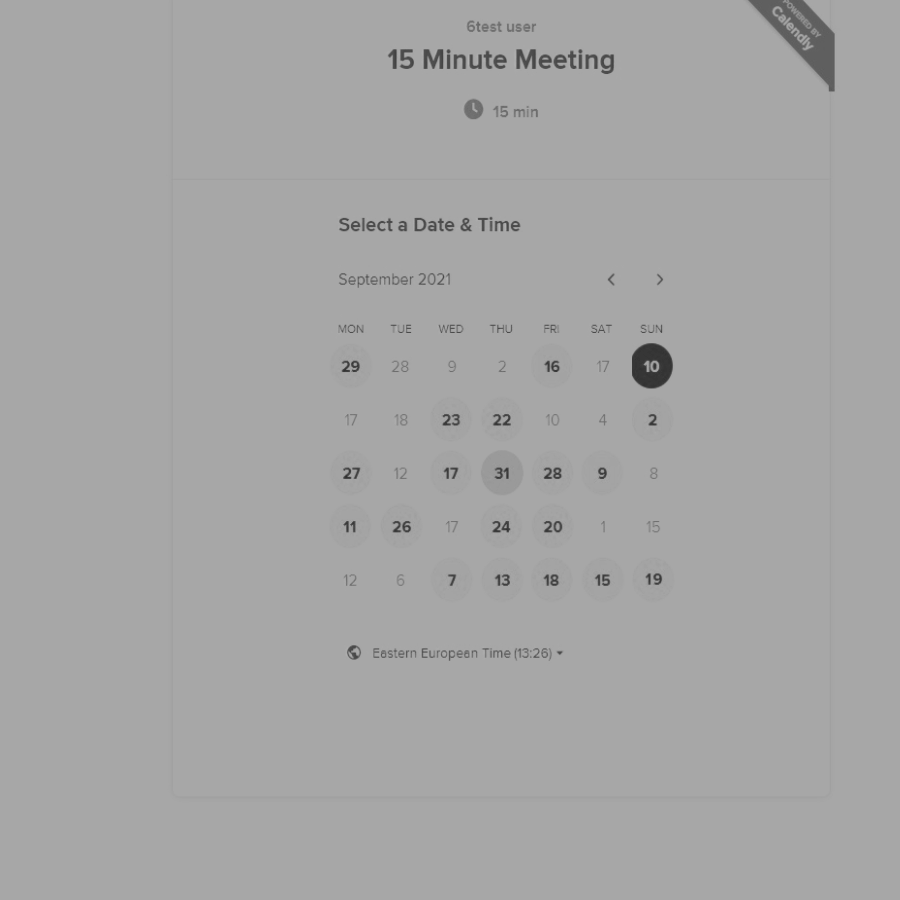 POWERED BY
Calendly
6test user
15 Minute Meeting
15 min
Select a Date & Time
September 2021
MON TUE WED THU FRI SAT SUN
29 28 9 2 16 17 10
17 18 23 22 10 4 2
27 12 17 31 28 9 8
11 26 17 24 20 1 15
12 6 7 13 18 15 19
Eastern European Time (13:26)